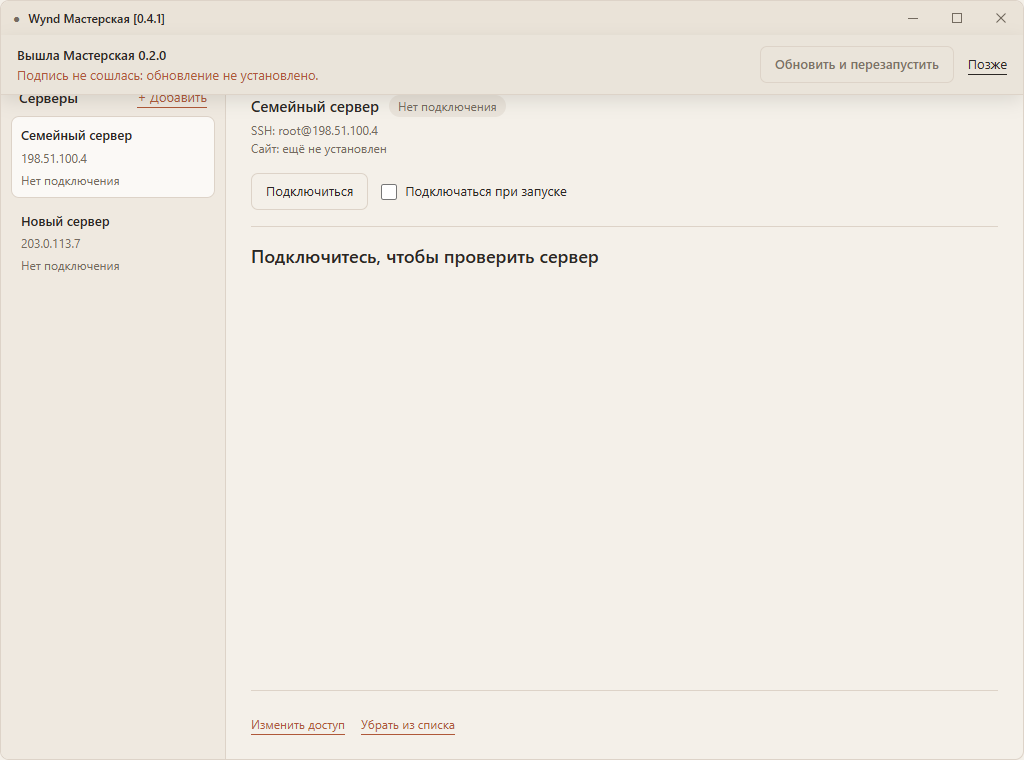 Wynd Мастерская [0.4.1]
Вышла Мастерская 0.2.0
Подпись не сошлась: обновление не установлено.
Обновить и перезапустить
Позже
Серверы
+ Добавить
Семейный сервер
198.51.100.4
Нет подключения
Новый сервер
203.0.113.7
Нет подключения
Семейный сервер
Нет подключения
SSH: root@198.51.100.4
Сайт: ещё не установлен
Подключиться
Подключаться при запуске
Подключитесь, чтобы проверить сервер
Изменить доступ
Убрать из списка